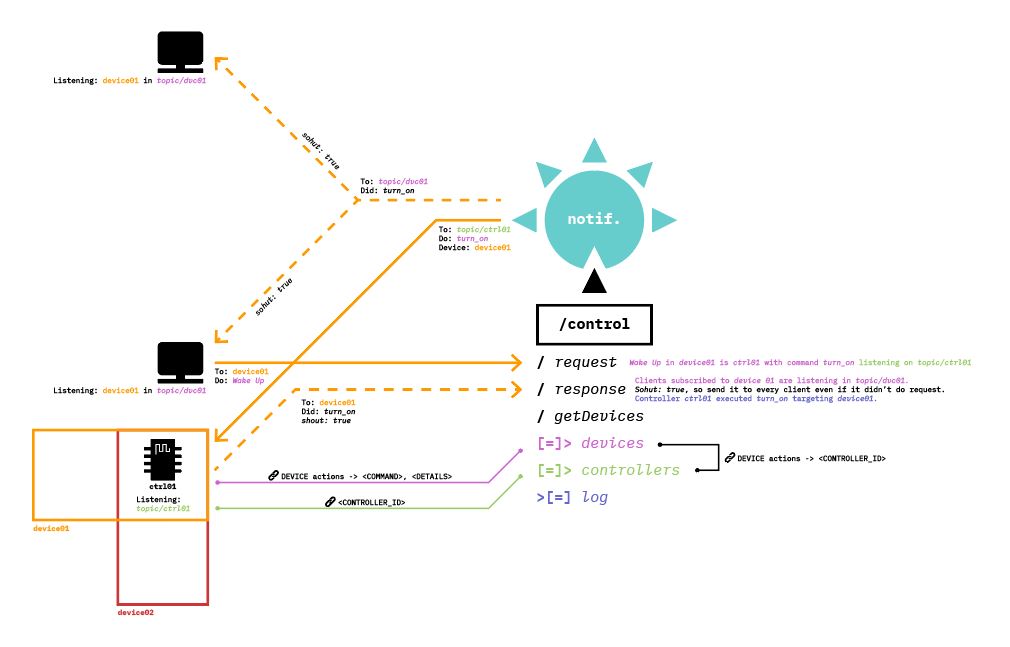 Listening: device01 in topic/dvc01
sohut: true
To: topic/dvc01
Did: turn_on
notif.
To: topic/ctrl01
Do: turn_on
Device: device01
sohut: true
/control
/ request
Wake Up in device01 is ctrl01 with command turn_on listening on topic/ctrl01
To: device01
Do: Wake Up
Listening: device01 in topic/dvc01
/ response
Clients subscribed to device 01 are listening in topic/dvc01.
Sohut: true, so send it to every client even if it didn't do request.
Controller ctrl01 executed turn_on targeting device01.
To: device01
Did: turn_on
shout: true
/ getDevices
[=]> devices
DEVICE actions -> <CONTROLLER_ID>
[=]> controllers
>[=] log
DEVICE actions -> <COMMAND>, <DETAILS>
<CONTROLLER_ID>
ctrl01
Listening:
topic/ctrl01
device01
device02